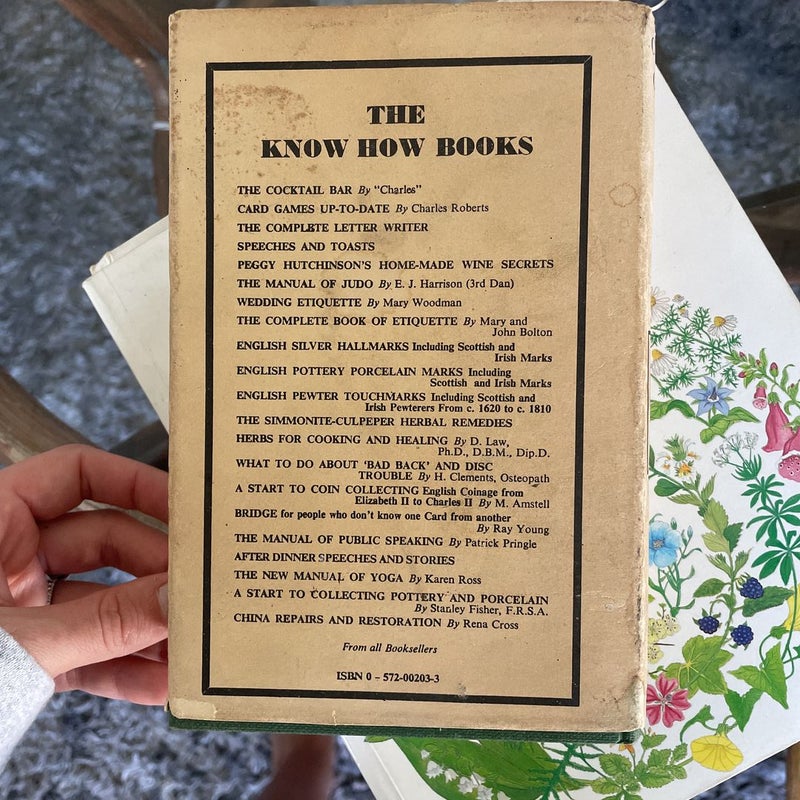 THE
KNOW HOW BOOKS
THE COCKTAIL BAR By "Charles"
CARD GAMES UP-TO-DATE By Charles Roberts
THE COMPLETE LETTER WRITER
SPEECHES AND TOASTS
PEGGY HUTCHINSON'S HOME-MADE WINE SECRETS
THE MANUAL OF JUDO By E. J. Harrison (3rd Dan)
WEDDING ETIQUETTE By Mary Woodman
THE COMPLETE BOOK OF ETIQUETTE By Mary and
John Bolton
ENGLISH SILVER HALLMARKS Including Scottish and
Irish Marks
ENGLISH POTTERY PORCELAIN MARKS Including
Scottish and Irish Marks
ENGLISH PEWTER TOUCHMARKS Including Scottish and
Irish Pewterers From c. 1620 to c. 1810
THE SIMMONITE-CULPEPER HERBAL REMEDIES
HERBS FOR COOKING AND HEALING By D. Law,
Ph.D., D.B.M., Dip.D.
WHAT TO DO ABOUT 'BAD BACK' AND DISC
TROUBLE By H. Clements, Osteopath
A START TO COIN COLLECTING English Coinage from
Elizabeth II to Charles II By M. Amstell
BRIDGE for people who don't know one Card from another
By Ray Young
THE MANUAL OF PUBLIC SPEAKING By Patrick Pringle
AFTER DINNER SPEECHES AND STORIES
THE NEW MANUAL OF YOGA By Karen Ross
A START TO COLLECTING POTTERY AND PORCELAIN
By Stanley Fisher, F.R.S.A.
CHINA REPAIRS AND RESTORATION By Rena Cross
From all Booksellers
ISBN 0 - 572-00203-3